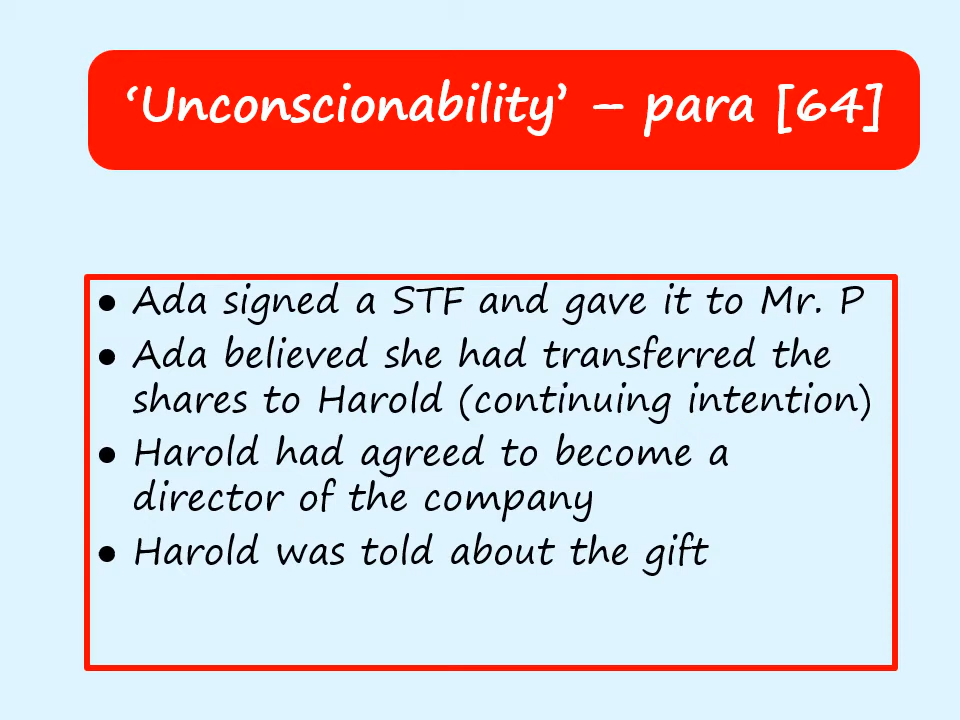 ‘Unconscionability’ – para [64]
● Ada signed a STF and gave it to Mr. P
● Ada believed she had transferred the
shares to Harold (continuing intention)
● Harold had agreed to become a
director of the company
● Harold was told about the gift